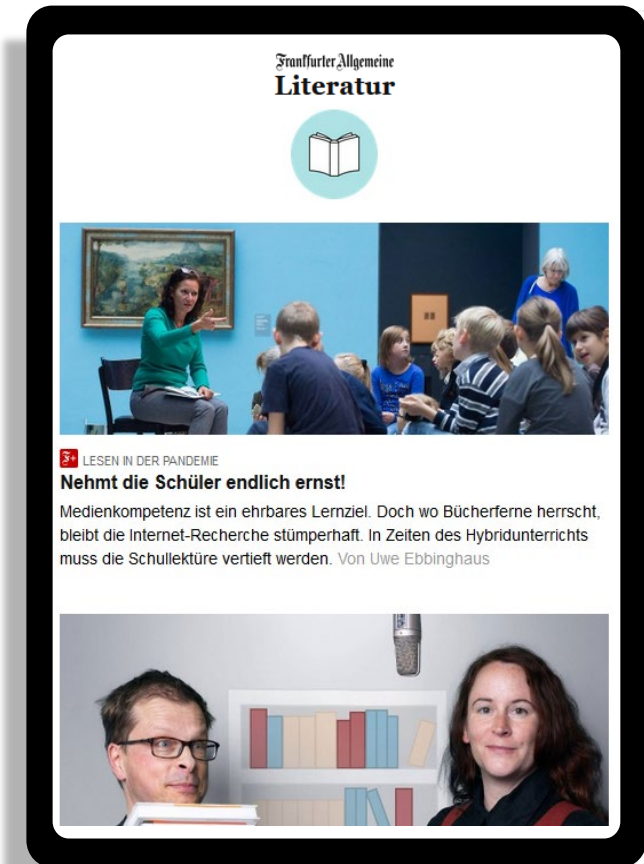 Frankfurter Allgemeine
Literatur
F+ LESEN IN DER PANDEMIE
Nehmt die Schüler endlich ernst!
Medienkompetenz ist ein ehrbares Lernziel. Doch wo Bücherferne herrscht,
bleibt die Internet-Recherche stümperhaft. In Zeiten des Hybridunterrichts
muss die Schullektüre vertieft werden. Von Uwe Ebbinghaus